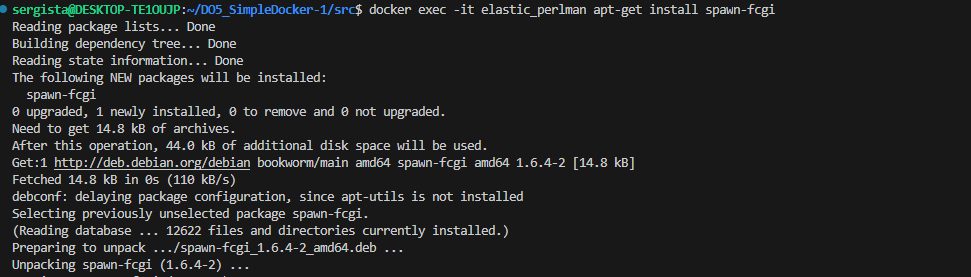 sergista@DESKTOP-TE1OUJP:~/DO5_SimpleDocker-1/src$ docker exec -it elastic_perlman apt-get install spawn-fcgi
Reading package lists... Done
Building dependency tree... Done
Reading state information... Done
The following NEW packages will be installed:
  spawn-fcgi
0 upgraded, 1 newly installed, 0 to remove and 0 not upgraded.
Need to get 14.8 kB of archives.
After this operation, 44.0 kB of additional disk space will be used.
Get:1 http://deb.debian.org/debian bookworm/main amd64 spawn-fcgi amd64 1.6.4-2 [14.8 kB]
Fetched 14.8 kB in 0s (110 kB/s)
debconf: delaying package configuration, since apt-utils is not installed
Selecting previously unselected package spawn-fcgi.
(Reading database ... 12622 files and directories currently installed.)
Preparing to unpack .../spawn-fcgi_1.6.4-2_amd64.deb ...
Unpacking spawn-fcgi (1.6.4-2) ...